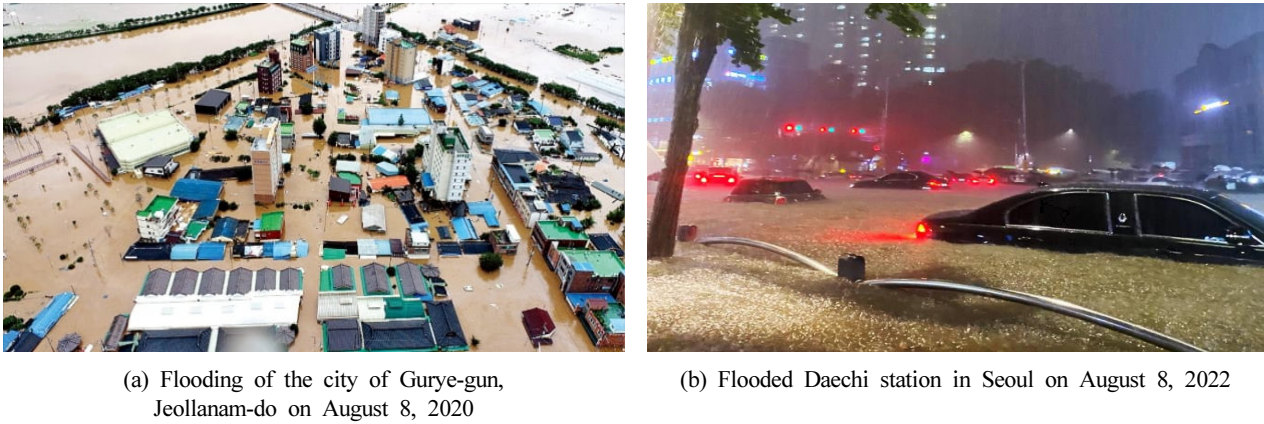 (a) Flooding of the city of Gurye-gun,
Jeollanam-do on August 8, 2020
(b) Flooded Daechi station in Seoul on August 8, 2022